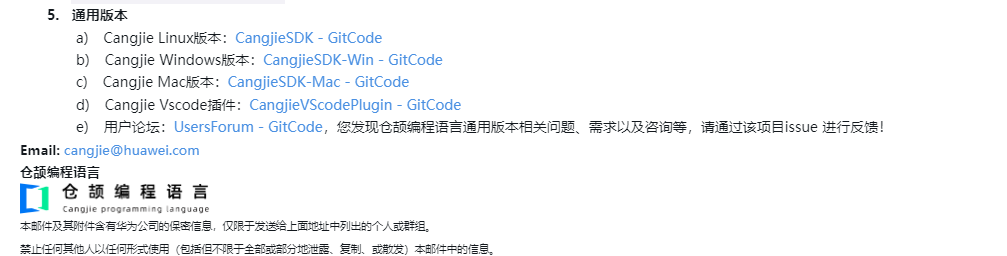 5. 通用版本
a) Cangjie Linux版本：CangjieSDK - GitCode
b) Cangjie Windows版本：CangjieSDK-Win - GitCode
c) Cangjie Mac版本：CangjieSDK-Mac - GitCode
d) Cangjie Vscode插件：CangjieVScodePlugin - GitCode
e) 用户论坛：UsersForum - GitCode，您发现仓颉编程语言通用版本相关问题、需求以及咨询等，请通过该项目issue 进行反馈！
Email: cangjie@huawei.com
仓颉编程语言
仓颉编程语言
Cangjie programming language
本邮件及其附件含有华为公司的保密信息，仅限于发送给上面地址中列出的个人或群组。
禁止任何其他人以任何形式使用（包括但不限于全部或部分地泄露、复制、或散发）本邮件中的信息。